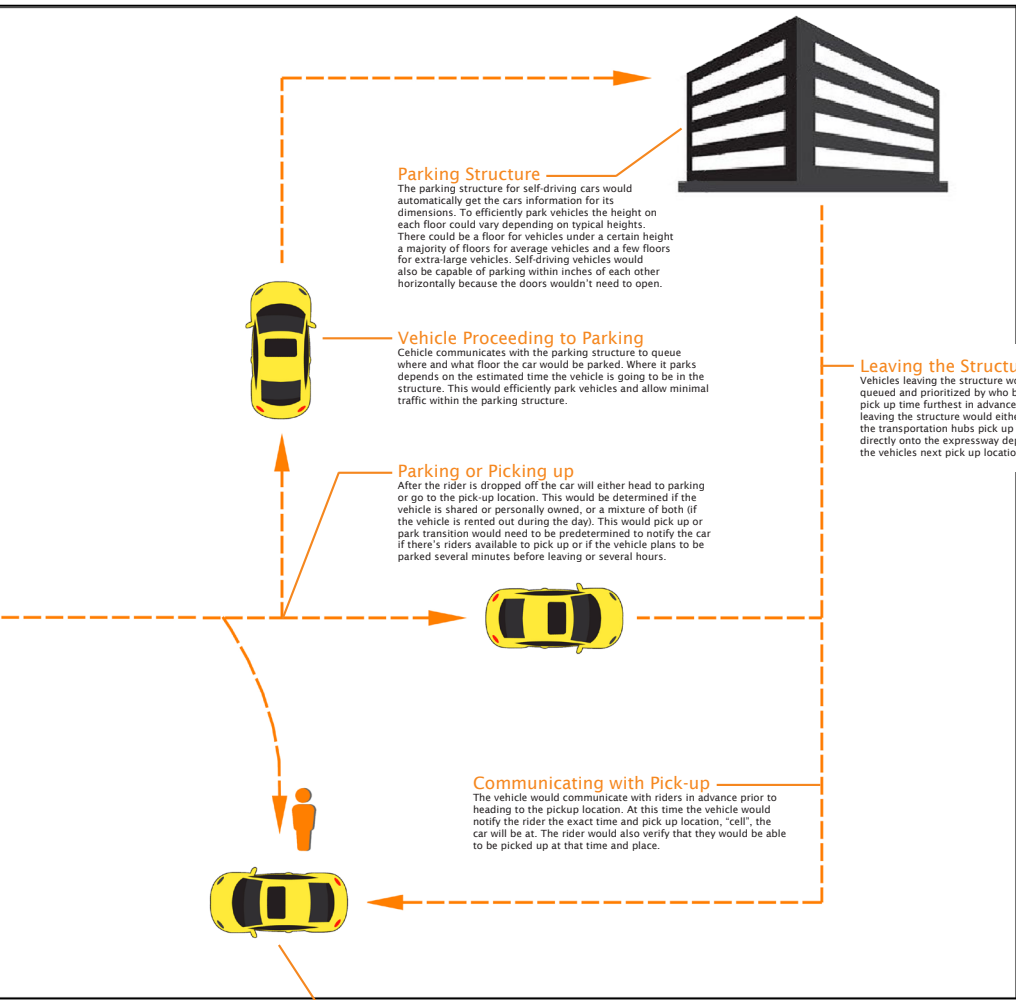 Parking Structure
The parking structure for self-driving cars would
automatically get the cars information for its
dimensions. To efficiently park vehicles the height on
each floor could vary depending on typical heights.
There could be a floor for vehicles under a certain height
a majority of floors for average vehicles and a few floors
for extra-large vehicles. Self-driving vehicles would
also be capable of parking within inches of each other
horizontally because the doors wouldn't need to open.
Vehicle Proceeding to Parking
Cehicle communicates with the parking structure to queue
where and what floor the car would be parked. Where it parks
depends on the estimated time the vehicle is going to be in the
structure. This would efficiently park vehicles and allow minimal
traffic within the parking structure.
Leaving the Structu
Vehicles leaving the structure wo
queued and prioritized by who b
pick up time furthest in advance
leaving the structure would eithe
the transportation hubs pick up
directly onto the expressway dep
the vehicles next pick up locatio
Parking or Picking up
After the rider is dropped off the car will either head to parking
or go to the pick-up location. This would be determined if the
vehicle is shared or personally owned, or a mixture of both (if
the vehicle is rented out during the day). This would pick up or
park transition would need to be predetermined to notify the car
if there's riders available to pick up or if the vehicle plans to be
parked several minutes before leaving or several hours.
Communicating with Pick-up
The vehicle would communicate with riders in advance prior to
heading to the pickup location. At this time the vehicle would
notify the rider the exact time and pick up location, "cell", the
car will be at. The rider would also verify that they would be able
to be picked up at that time and place.